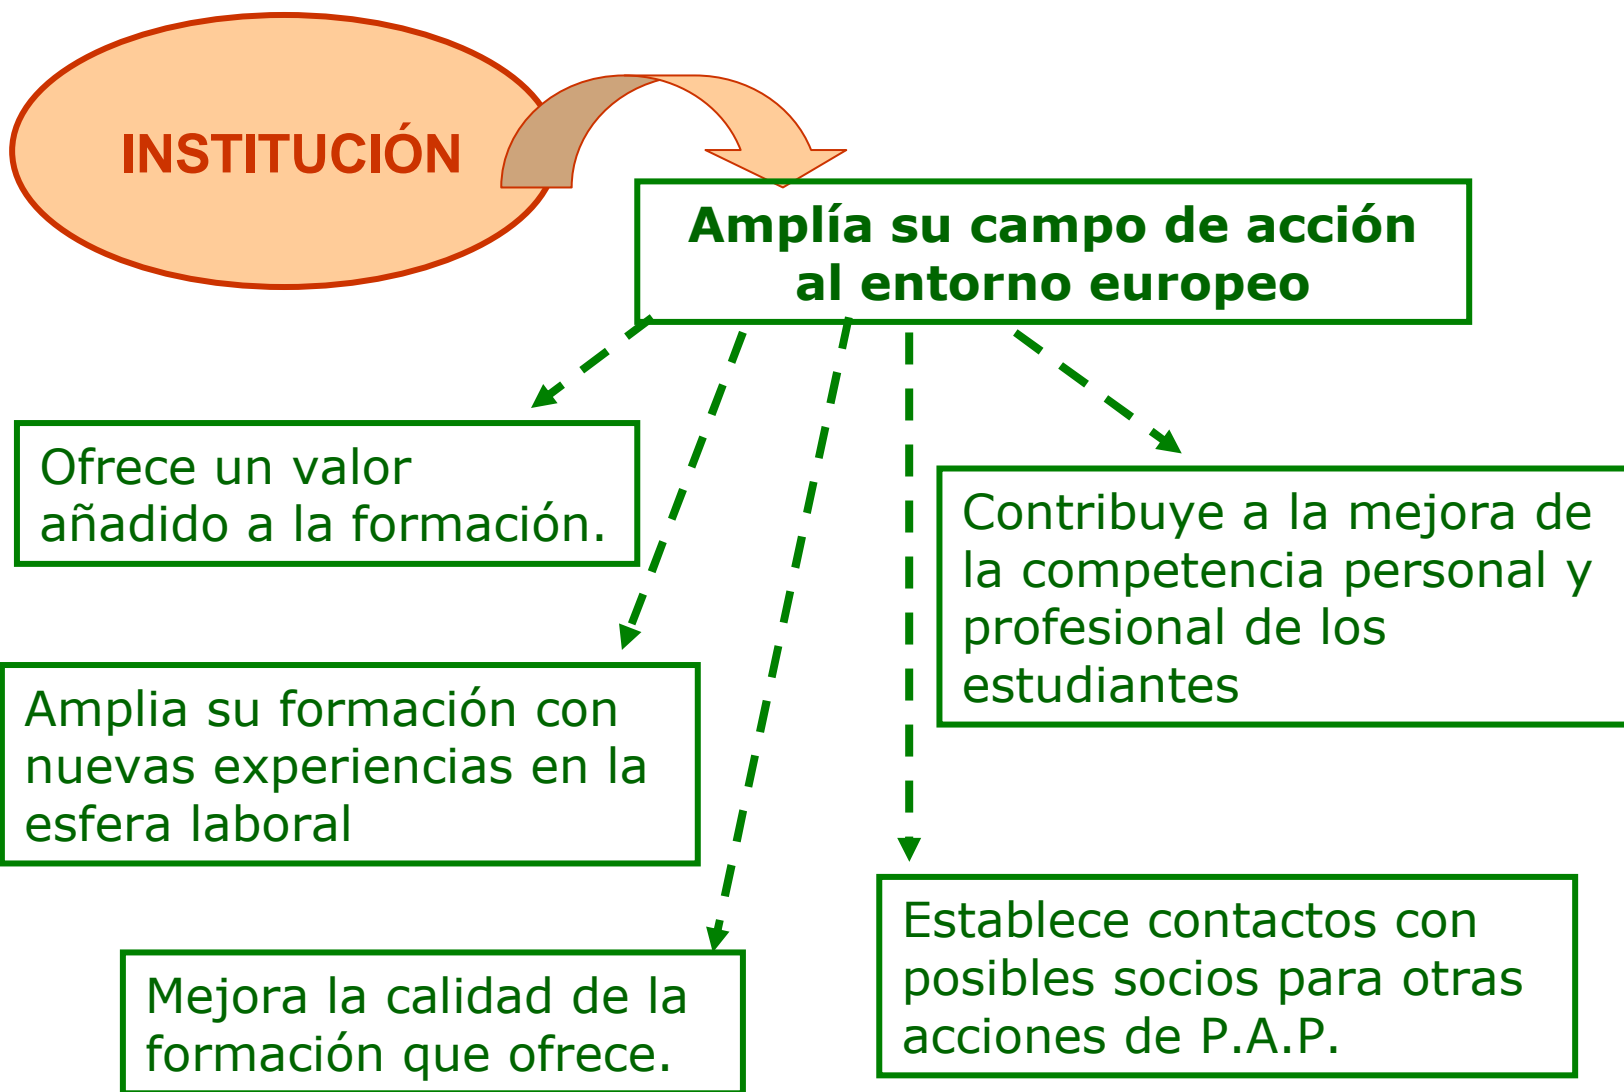 INSTITUCIÓN
Amplía su campo de acción
al entorno europeo
Ofrece un valor
añadido a la formación.
Contribuye a la mejora de
la competencia personal y
profesional de los
estudiantes
Amplia su formación con
nuevas experiencias en la
esfera laboral
Establece contactos con
posibles socios para otras
acciones de P.A.P.
Mejora la calidad de la
formación que ofrece.